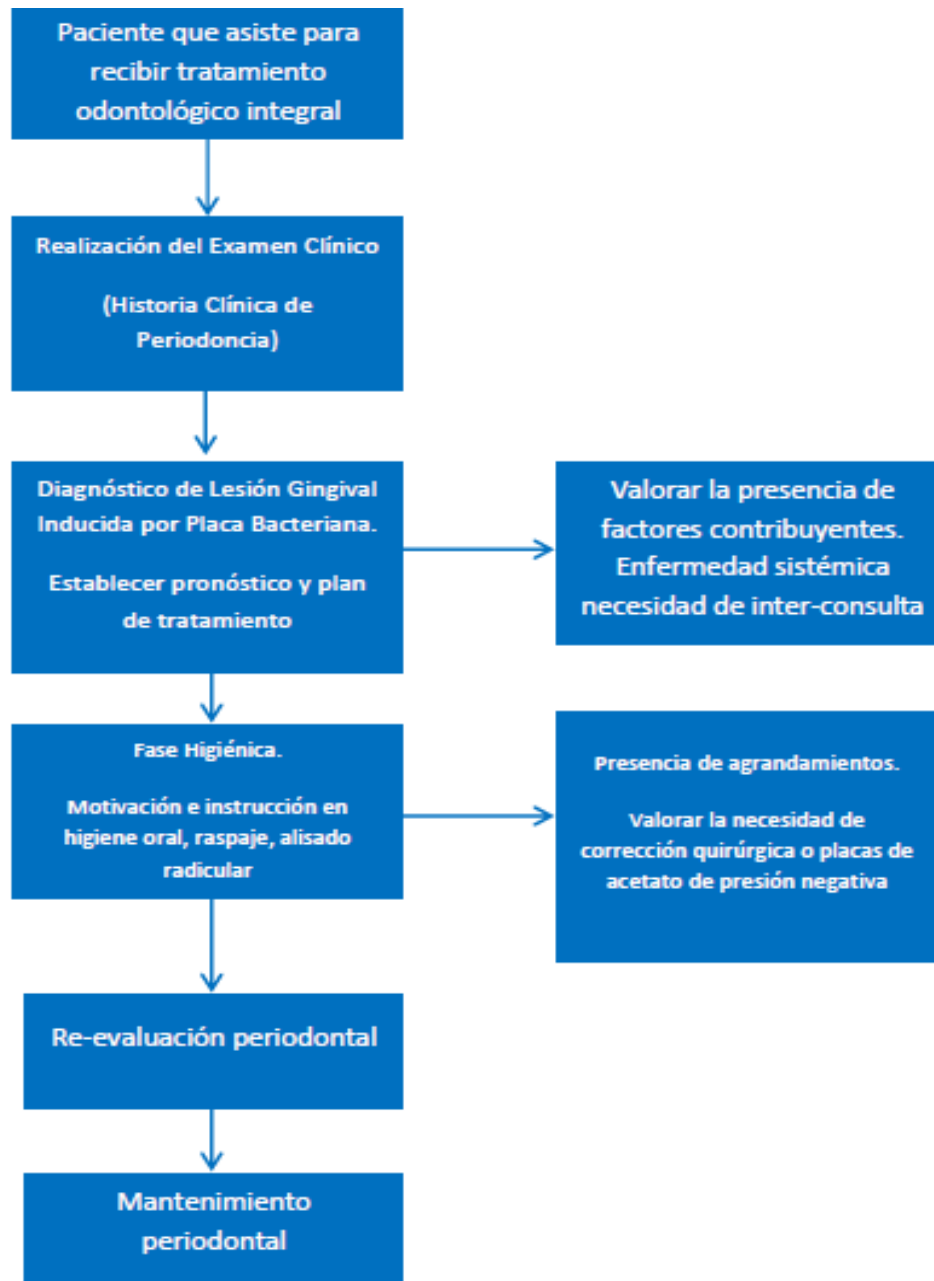 Paciente que asiste para
recibir tratamiento
odontológico integral
Realización del Examen Clínico
(Historia Clínica de
Periodoncia)
Diagnóstico de Lesión Gingival
Inducida por Placa Bacteriana.
Establecer pronóstico y plan
de tratamiento
Valorar la presencia de
factores contribuyentes.
Enfermedad sistémica
necesidad de inter-consulta
Fase Higiénica.
Motivación e instrucción en
higiene oral, raspaje, alisado
radicular
Presencia de agrandamientos.
Valorar la necesidad de
corrección quirúrgica o placas de
acetato de presión negativa
Re-evaluación periodontal
Mantenimiento
periodontal